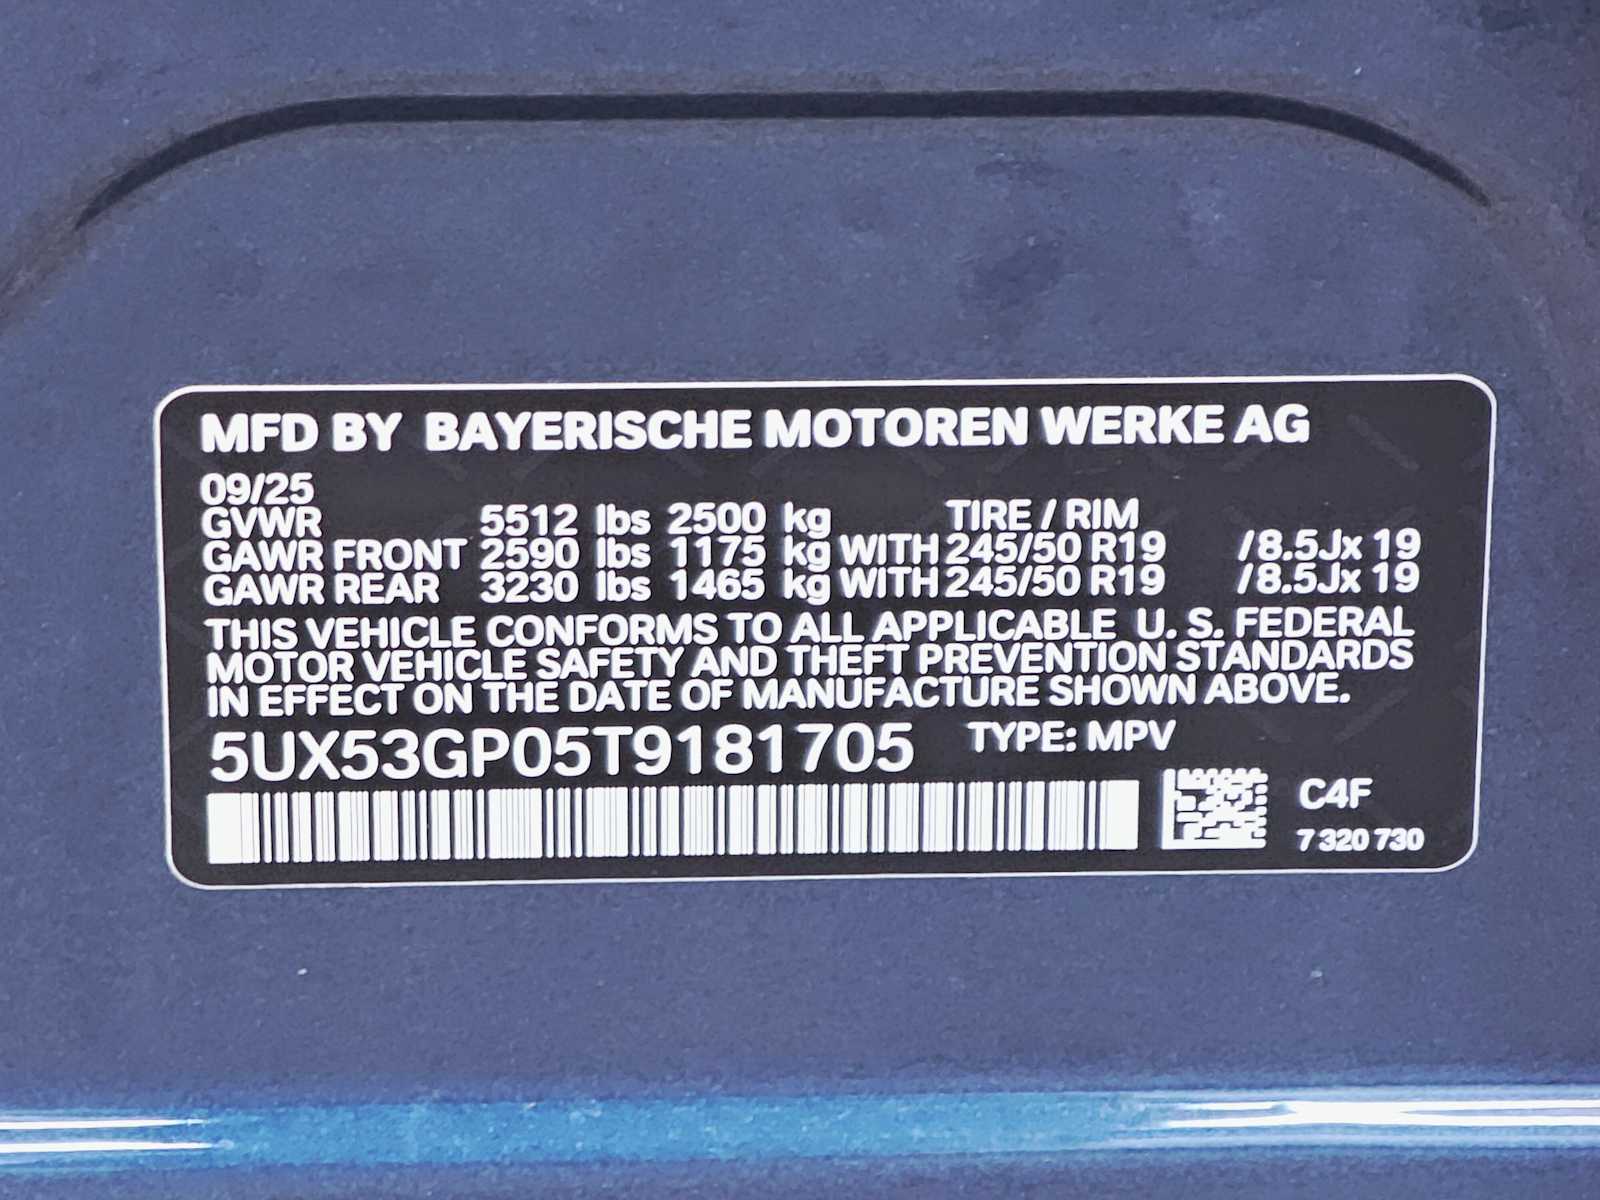 MFD BY BAYERISCHE MOTOREN WERKE AG
09/25
GVWR 5512 lbs 2500 kg TIRE / RIM
GAWR FRONT 2590 lbs 1175 kg WITH 245/50 R19 /8.5Jx 19
GAWR REAR 3230 lbs 1465 kg WITH 245/50 R19 /8.5Jx 19
THIS VEHICLE CONFORMS TO ALL APPLICABLE U. S. FEDERAL
MOTOR VEHICLE SAFETY AND THEFT PREVENTION STANDARDS
IN EFFECT ON THE DATE OF MANUFACTURE SHOWN ABOVE.
5UX53GP05T9181705 TYPE: MPV
C4F
7 320 730